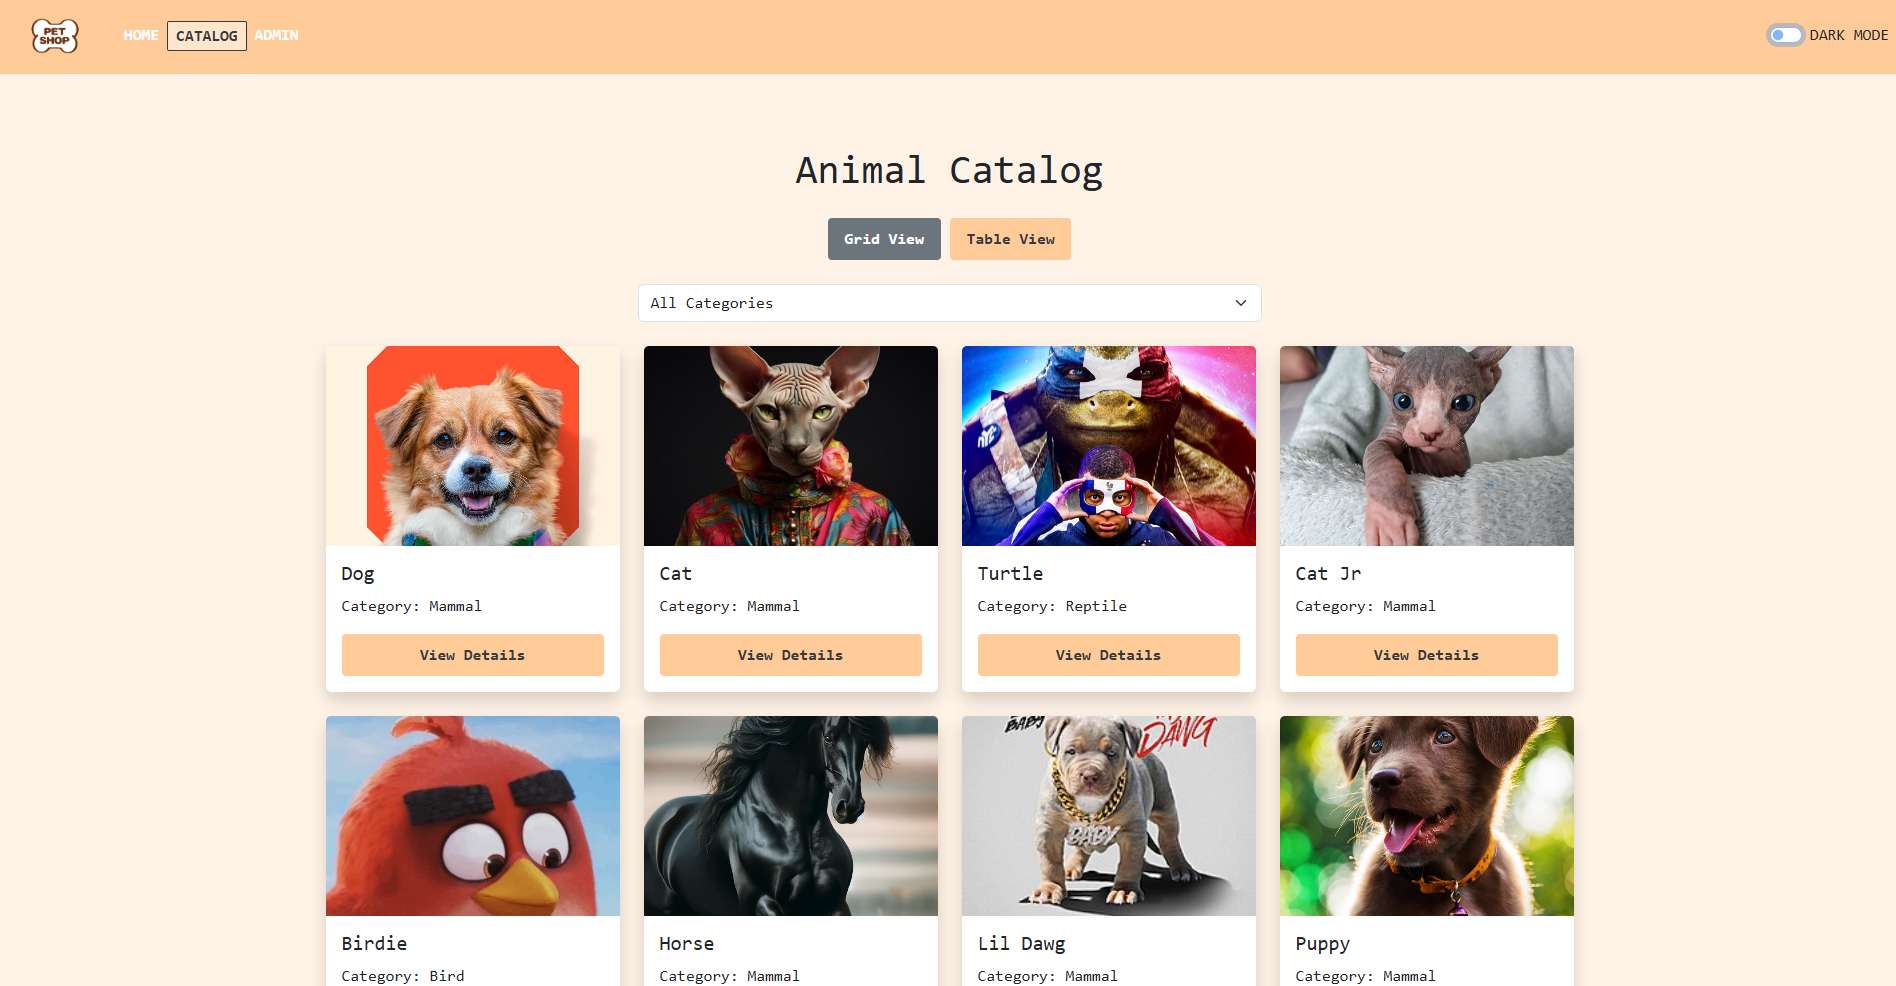 PET
SHOP
HOME CATALOG ADMIN
DARK MODE
Animal Catalog
Grid View Table View
All Categories
NYC
Dog
Category: Mammal
View Details
Cat
Category: Mammal
View Details
Turtle
Category: Reptile
View Details
Cat Jr
Category: Mammal
View Details
BABY
DAWG
BABY
Birdie
Category: Bird
Horse
Category: Mammal
Lil Dawg
Category: Mammal
Puppy
Category: Mammal